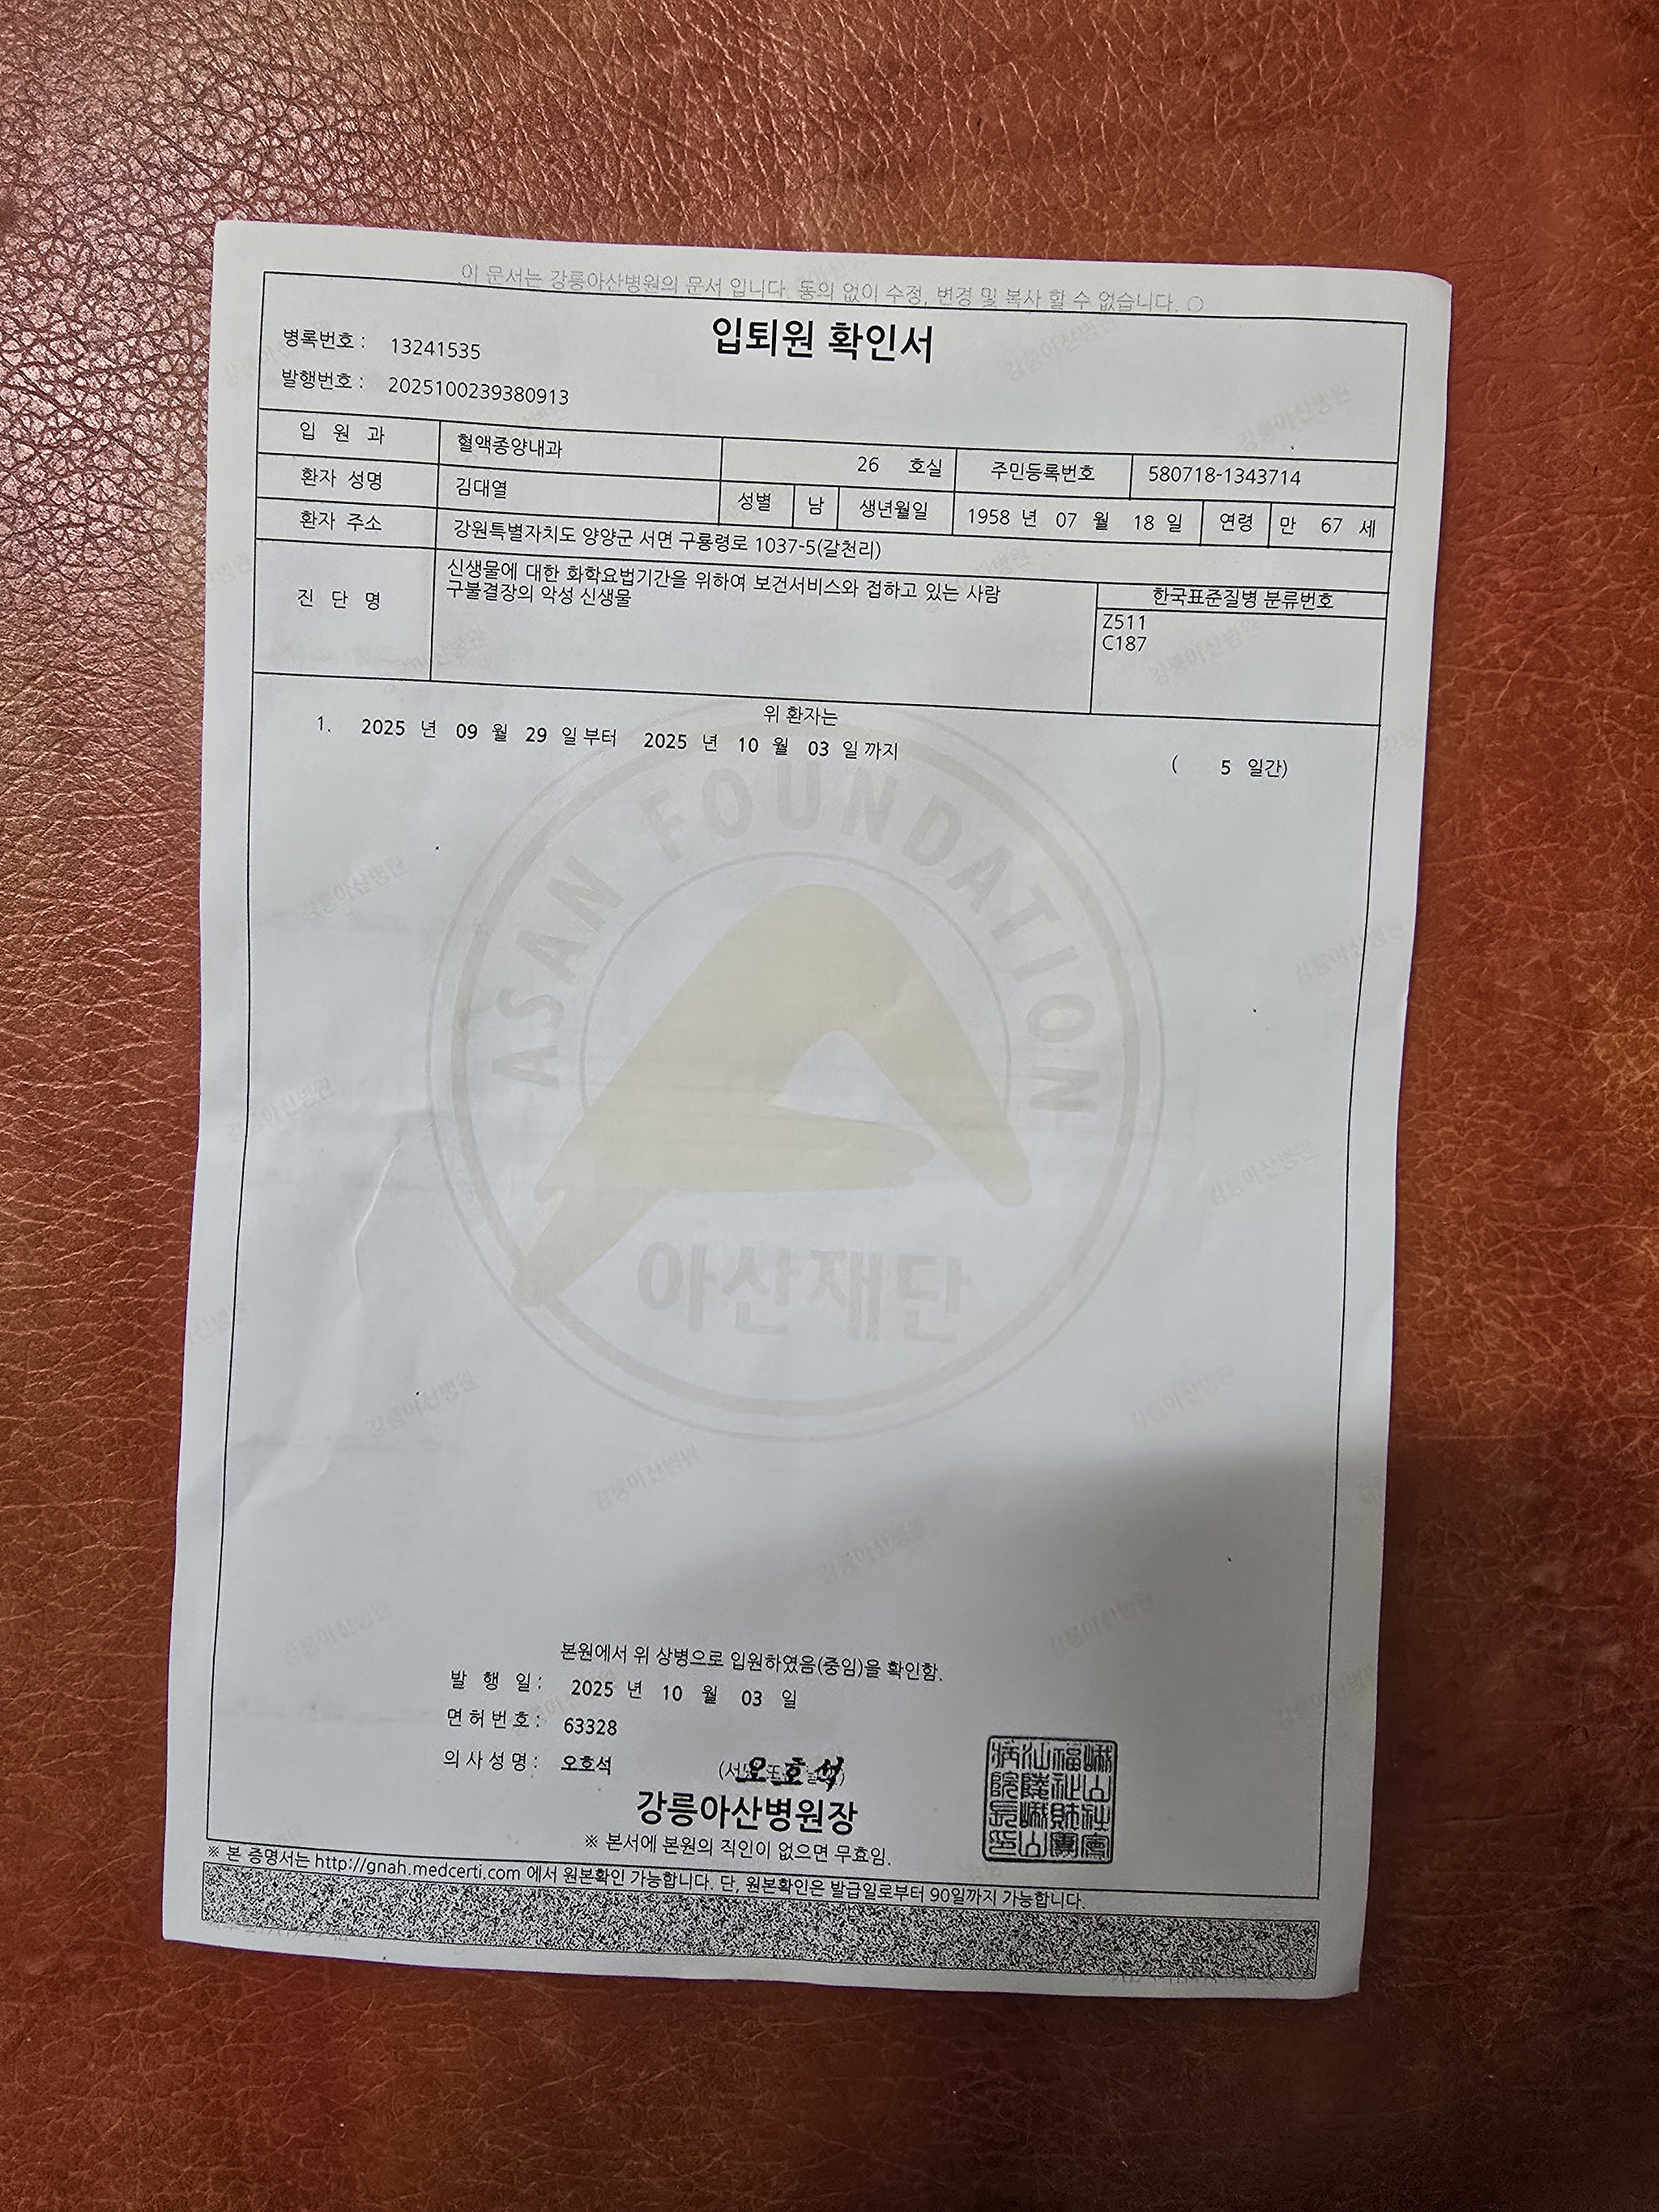 이 문서는 강릉아산병원의 문서 입니다. 동의 없이 수정, 변경 및 복사 할 수 없습니다.
입퇴원 확인서
병록번호 : 13241535
발행번호 : 2025100239380913
입 원 과 혈액종양내과 26 호실 주민등록번호 580718-1343714
환자 성명 김대열 성별 남 생년월일 1958 년 07 월 18 일 연령 만 67 세
환자 주소 강원특별자치도 양양군 서면 구룡령로 1037-5(갈천리)
진 단 명 신생물에 대한 화학요법기간을 위하여 보건서비스와 접하고 있는 사람
구불결장의 악성 신생물
한국표준질병 분류번호
Z511
C187
위 환자는
1. 2025 년 09 월 29 일 부터 2025 년 10 월 03 일 까지 ( 5 일간)
ASAN FOUNDATION
아산재단
본원에서 위 상병으로 입원하였음(중임)을 확인함.
발 행 일 : 2025 년 10 월 03 일
면허번호 : 63328
의사성명 : 오호석 오호석
강릉아산병원장
※ 본서에 본원의 직인이 없으면 무효임.
※ 본 증명서는 http://gnah.medcerti.com 에서 원본확인 가능합니다. 단, 원본확인은 발급일로부터 90일까지 가능합니다.